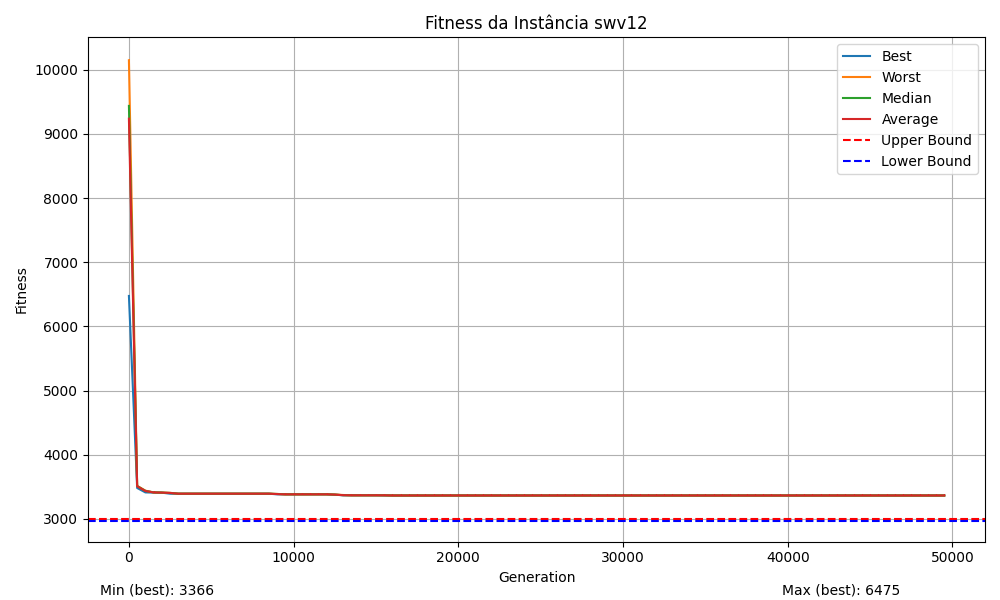 Fitness da Instância swv12
Fitness
10000
9000
8000
7000
6000
5000
4000
3000
Best
Worst
Median
Average
Upper Bound
Lower Bound
0 10000 20000 30000 40000 50000
Generation
Min (best): 3366
Max (best): 6475